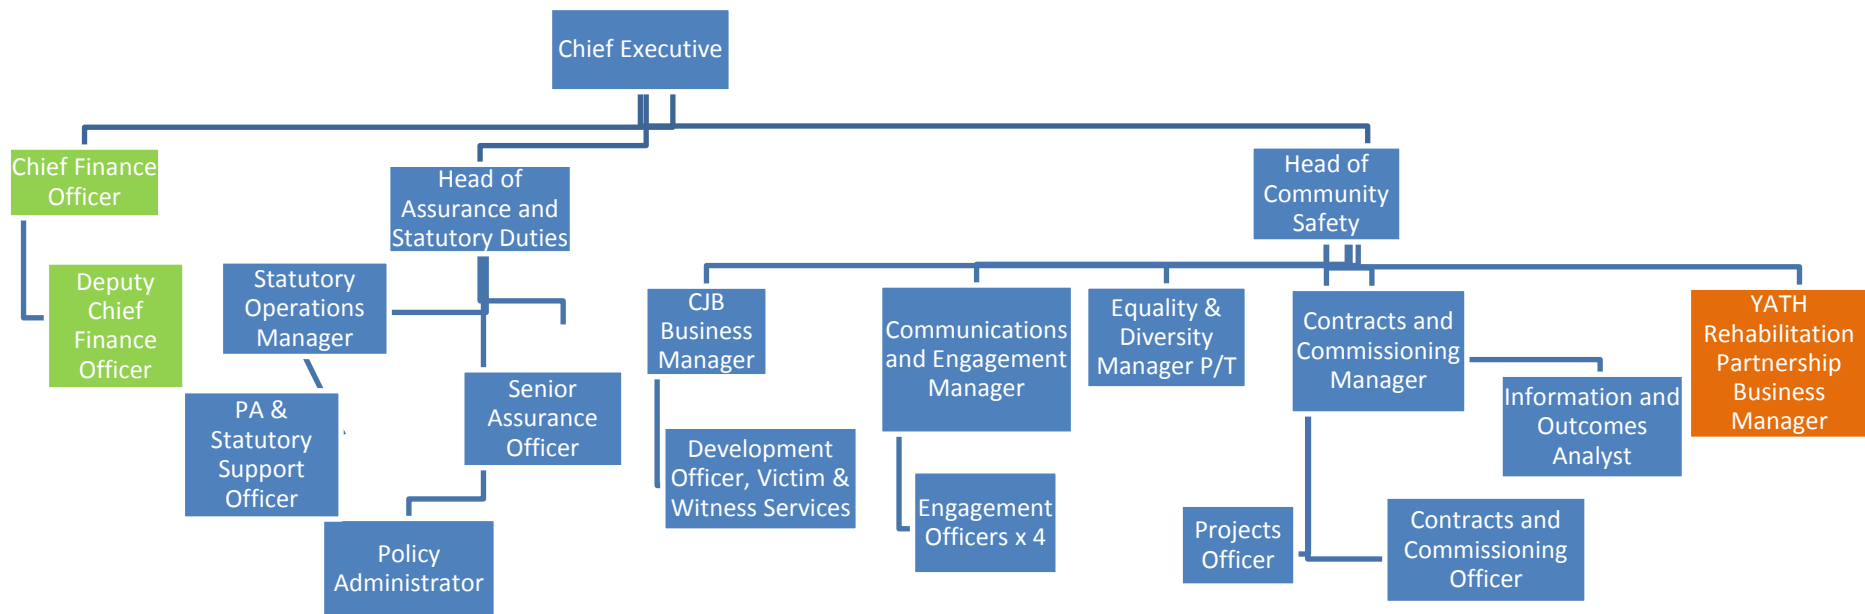 Chief Executive
Chief Finance
Officer
Head of
Assurance and
Statutory Duties
Head of
Community
Safety
Deputy
Chief
Finance
Officer
Statutory
Operations
Manager
CJB
Business
Manager
Communications
and Engagement
Manager
Equality &
Diversity
Manager P/T
Contracts and
Commissioning
Manager
YATH
Rehabilitation
Partnership
Business
Manager
PA &
Statutory
Support
Officer
Senior
Assurance
Officer
Information and
Outcomes
Analyst
Development
Officer, Victim &
Witness Services
Engagement
Officers x 4
Projects
Officer
Contracts and
Commissioning
Officer
Policy
Administrator